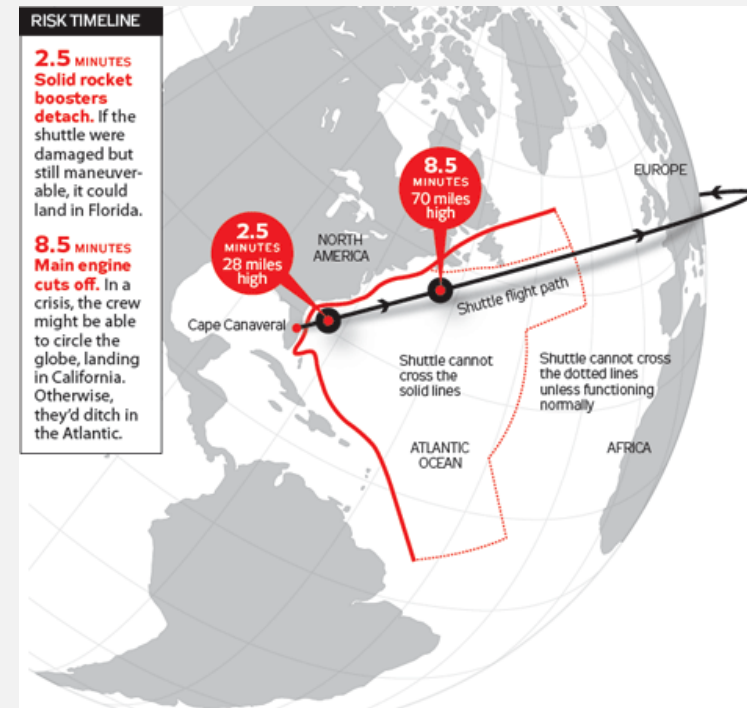 RISK TIMELINE
2.5 MINUTES
Solid rocket
boosters
detach. If the
shuttle were
damaged but
still maneuver-
able, it could
land in Florida.
8.5 MINUTES
Main engine
cuts off. In a
crisis, the crew
might be able
to circle the
globe, landing
in California.
Otherwise,
they'd ditch in
the Atlantic.
8.5
MINUTES
70 miles
high
EUROPE
2.5
MINUTES
28 miles
high
NORTH
AMERICA
Cape Canaveral
Shuttle flight path
Shuttle cannot
cross the
solid lines
Shuttle cannot cross
the dotted lines
unless functioning
normally
ATLANTIC
OCEAN
AFRICA